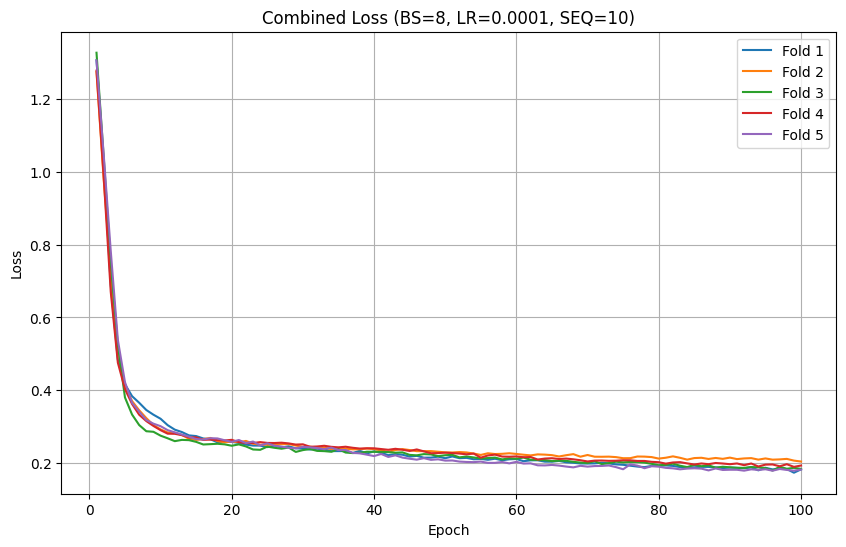 Combined Loss (BS=8, LR=0.0001, SEQ=10)
Fold 1
Fold 2
Fold 3
Fold 4
Fold 5
Loss
1.2
1.0
0.8
0.6
0.4
0.2
0 20 40 60 80 100
Epoch